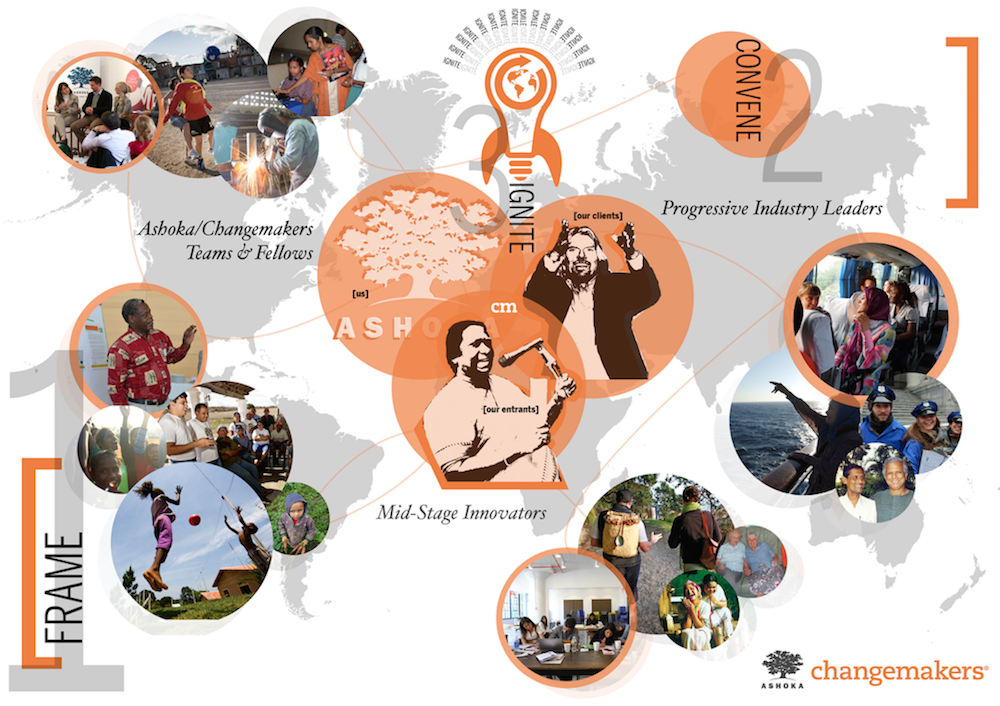 IGNITE IGNITE IGNITE IGNITE IGNITE IGNITE IGNITE IGNITE IGNITE IGNITE IGNITE IGNITE
CONVENE
2
3
IGNITE
ASHOKA
Ashoka/Changemakers
Teams & Fellows
Progressive Industry Leaders
[our clients]
[us]
cm
ASHOKA
[our entrants]
Mid-Stage Innovators
1
FRAME
ASHOKA
changemakers®